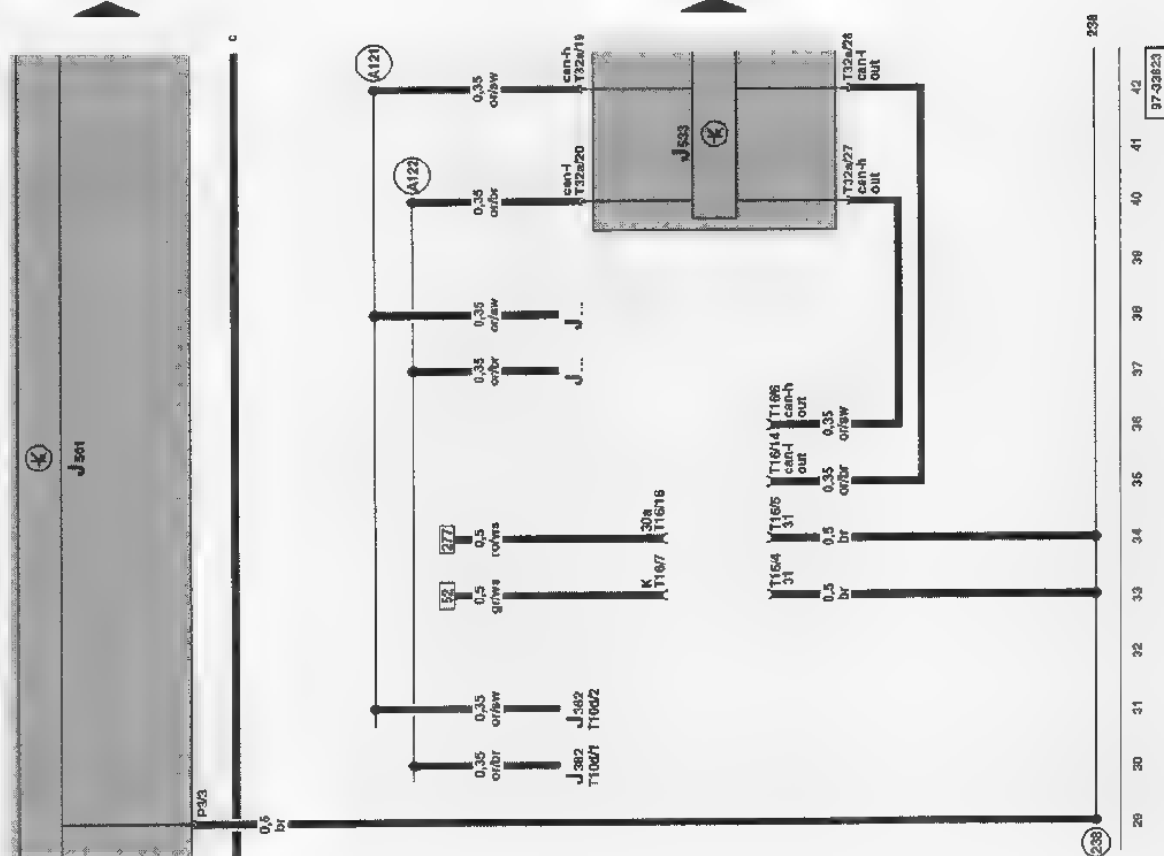 c
K
J 501
P3/3
0,5
br
A121
A122
0,35
or/br
J 362
T10d/1
0,35
or/sw
J 362
T10d/2
52
0,5
gr/ws
K
T16/7
277
0,5
ro/ws
30a
T16/16
0,35
or/br
J ...
0,35
or/sw
J ...
0,35
or/br
can-l
T32a/20
0,35
or/sw
can-h
T32a/19
J 533
K
T32a/27
can-h
out
T32a/28
can-l
out
T16/4
31
0,5
br
T16/5
31
0,5
br
T16/14
can-l
out
0,35
or/br
T16/6
can-h
out
0,35
or/sw
238
238
29 30 31 32 33 34 35 36 37 38 39 40 41 42
97-33823